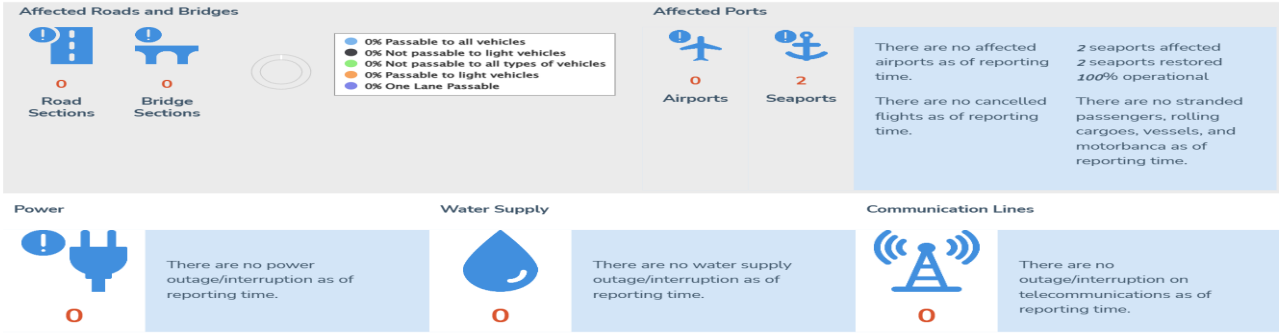 Affected Roads and Bridges
0
Road
Sections
0
Bridge
Sections
0% Passable to all vehicles
0% Not passable to light vehicles
0% Not passable to all types of vehicles
0% Passable to light vehicles
0% One Lane Passable
Affected Ports
0
Airports
2
Seaports
There are no affected
airports as of reporting
time.
There are no cancelled
flights as of reporting
time.
2 seaports affected
2 seaports restored
100% operational
There are no stranded
passengers, rolling
cargoes, vessels, and
motorbanca as of
reporting time.
Power
0
There are no power
outage/interruption as of
reporting time.
Water Supply
0
There are no water supply
outage/interruption as of
reporting time.
Communication Lines
0
There are no
outage/interruption on
telecommunications as of
reporting time.